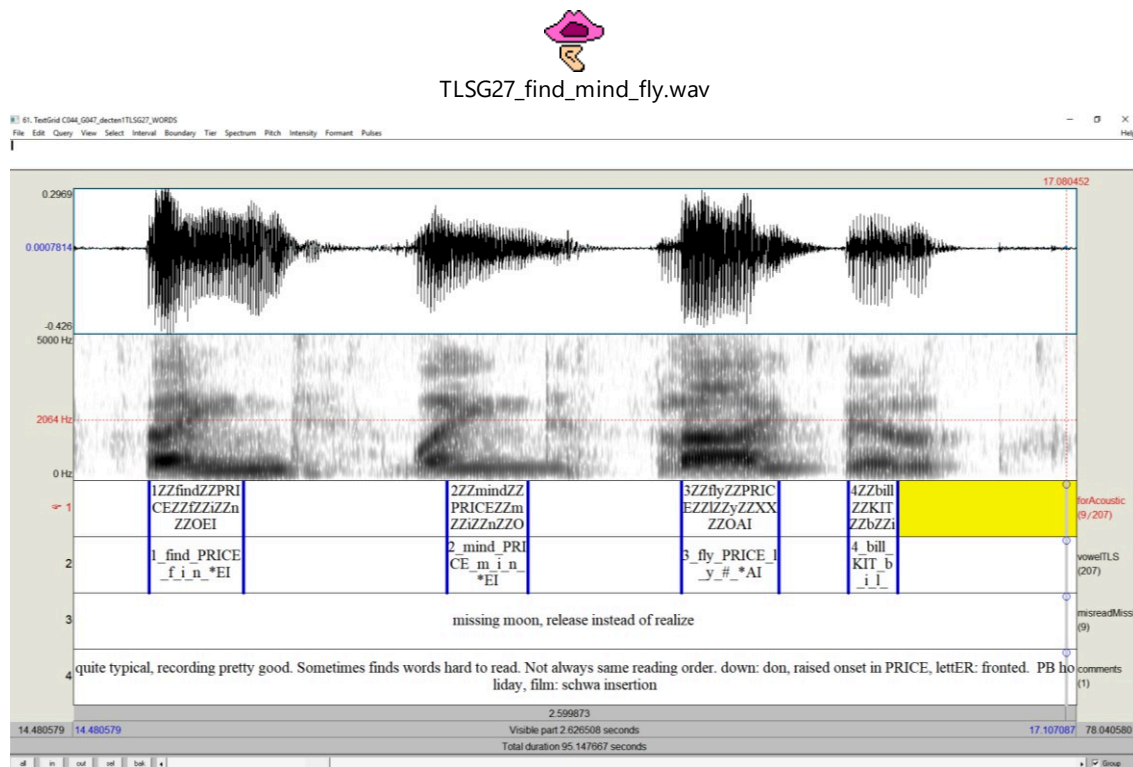 TLSG27_find_mind_fly.wav
61. TextGrid C044_G047_decten1TLSG27_WORDS
File Edit Query View Select Interval Boundary Tier Spectrum Pitch Intensity Formant Pulses
Help
17.080452
0.2969
0.0007814
-0.426
5000 Hz
2064 Hz
0 Hz
1
1ZZfindZZPRI
CEZZfZZiZZn
ZZOEI
2ZZmindZZ
PRICEZZm
ZZiZZnZZO
3ZZflyZZPRIC
EZZlZZyZZXX
ZZOAI
4ZZbill
ZZKIT
ZZbZZi
forAcoustic
(9/207)
2
1_find_PRICE
_f_i_n_*EI
2_mind_PRI
CE_m_i_n_
*EI
3_fly_PRICE_l
_y_#_*AI
4_bill_
KIT_b
_i_l_
vowelTLS
(207)
3
missing moon, release instead of realize
misreadMiss
(9)
4
quite typical, recording pretty good. Sometimes finds words hard to read. Not always same reading order. down: don, raised onset in PRICE, lettER: fronted. PB ho
liday, film: schwa insertion
comments
(1)
2.599873
14.480579 14.480579 Visible part 2.626508 seconds 17.107087 78.040580
Total duration 95.147667 seconds
all in out sel bak Group